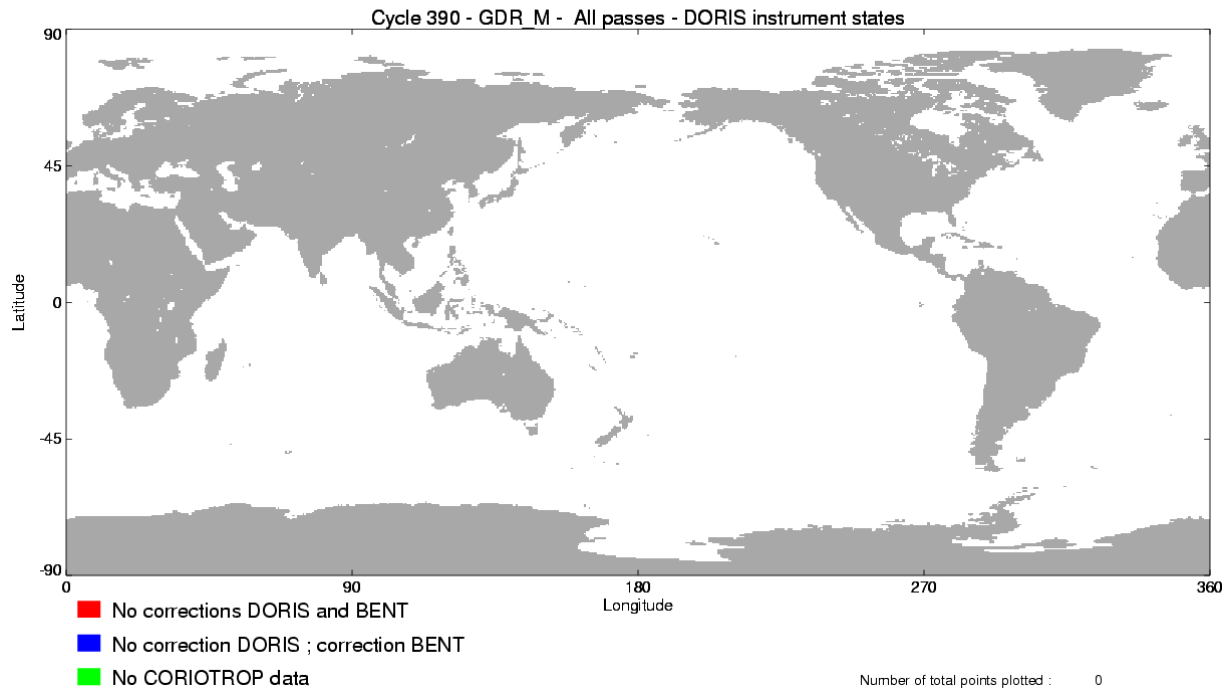 Cycle 390 - GDR_M - All passes - DORIS instrument states
90
45
0
-45
-90
Latitude
0 90 180 270 360
Longitude
No corrections DORIS and BENT
No correction DORIS ; correction BENT
No CORIOTROP data
Number of total points plotted : 0